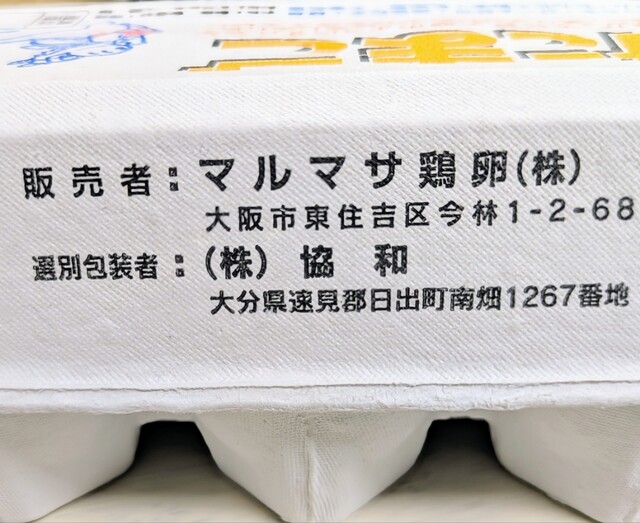 販売者：マルマサ鶏卵(株)
大阪市東住吉区今林1-2-68
選別包装者：(株) 協 和
大分県速見郡日出町南畑1267番地